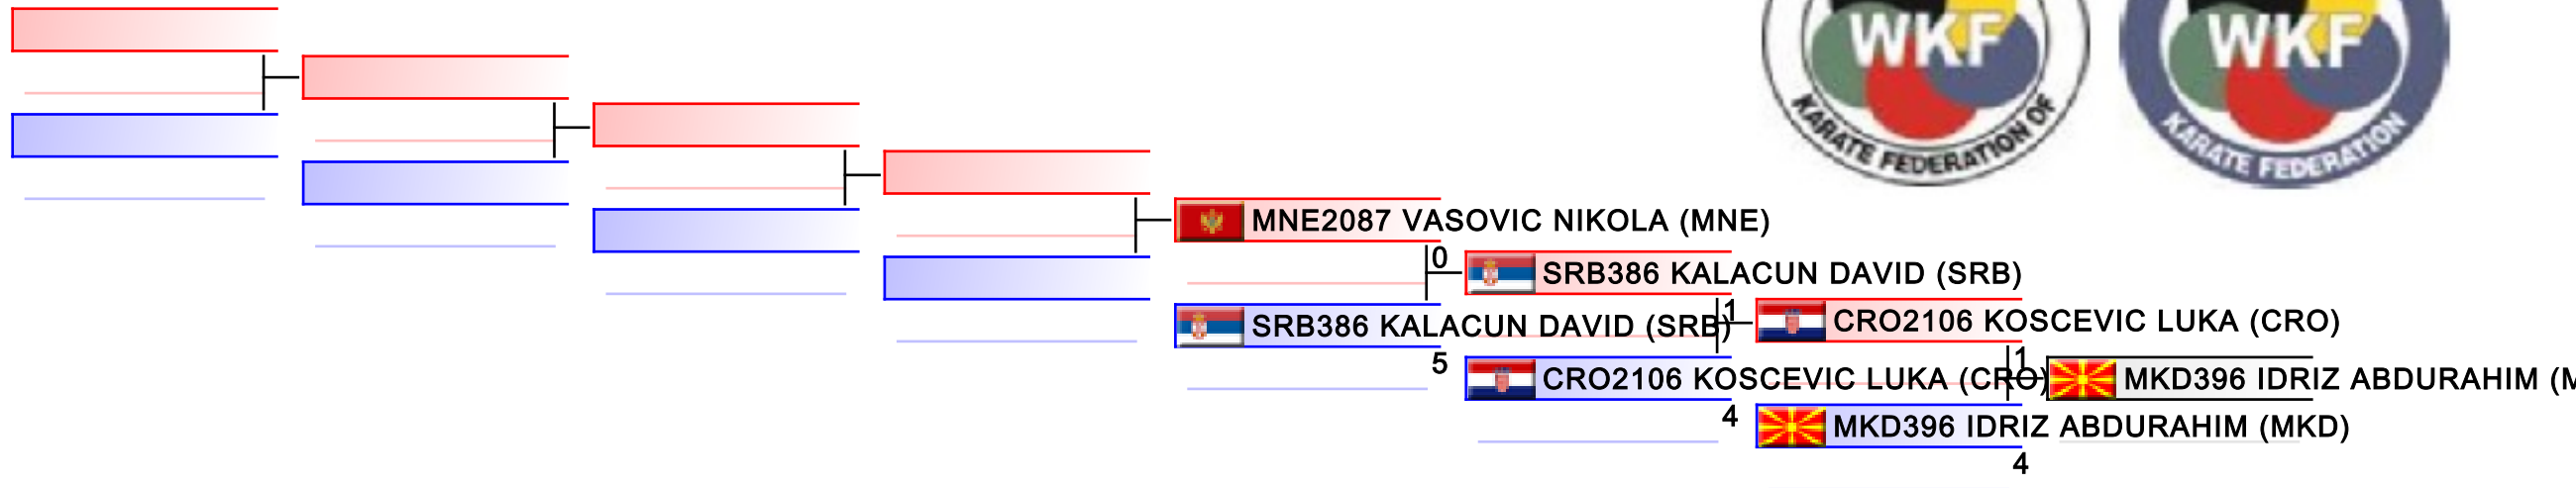 WKF
KARATE FEDERATION OF
WKF
KARATE FEDERATION
MNE2087 VASOVIC NIKOLA (MNE)
0
SRB386 KALACUN DAVID (SRB)
SRB386 KALACUN DAVID (SRB)
5
1
CRO2106 KOSCEVIC LUKA (CRO)
CRO2106 KOSCEVIC LUKA (CRO)
4
1
MKD396 IDRIZ ABDURAHIM (M
MKD396 IDRIZ ABDURAHIM (MKD)
4